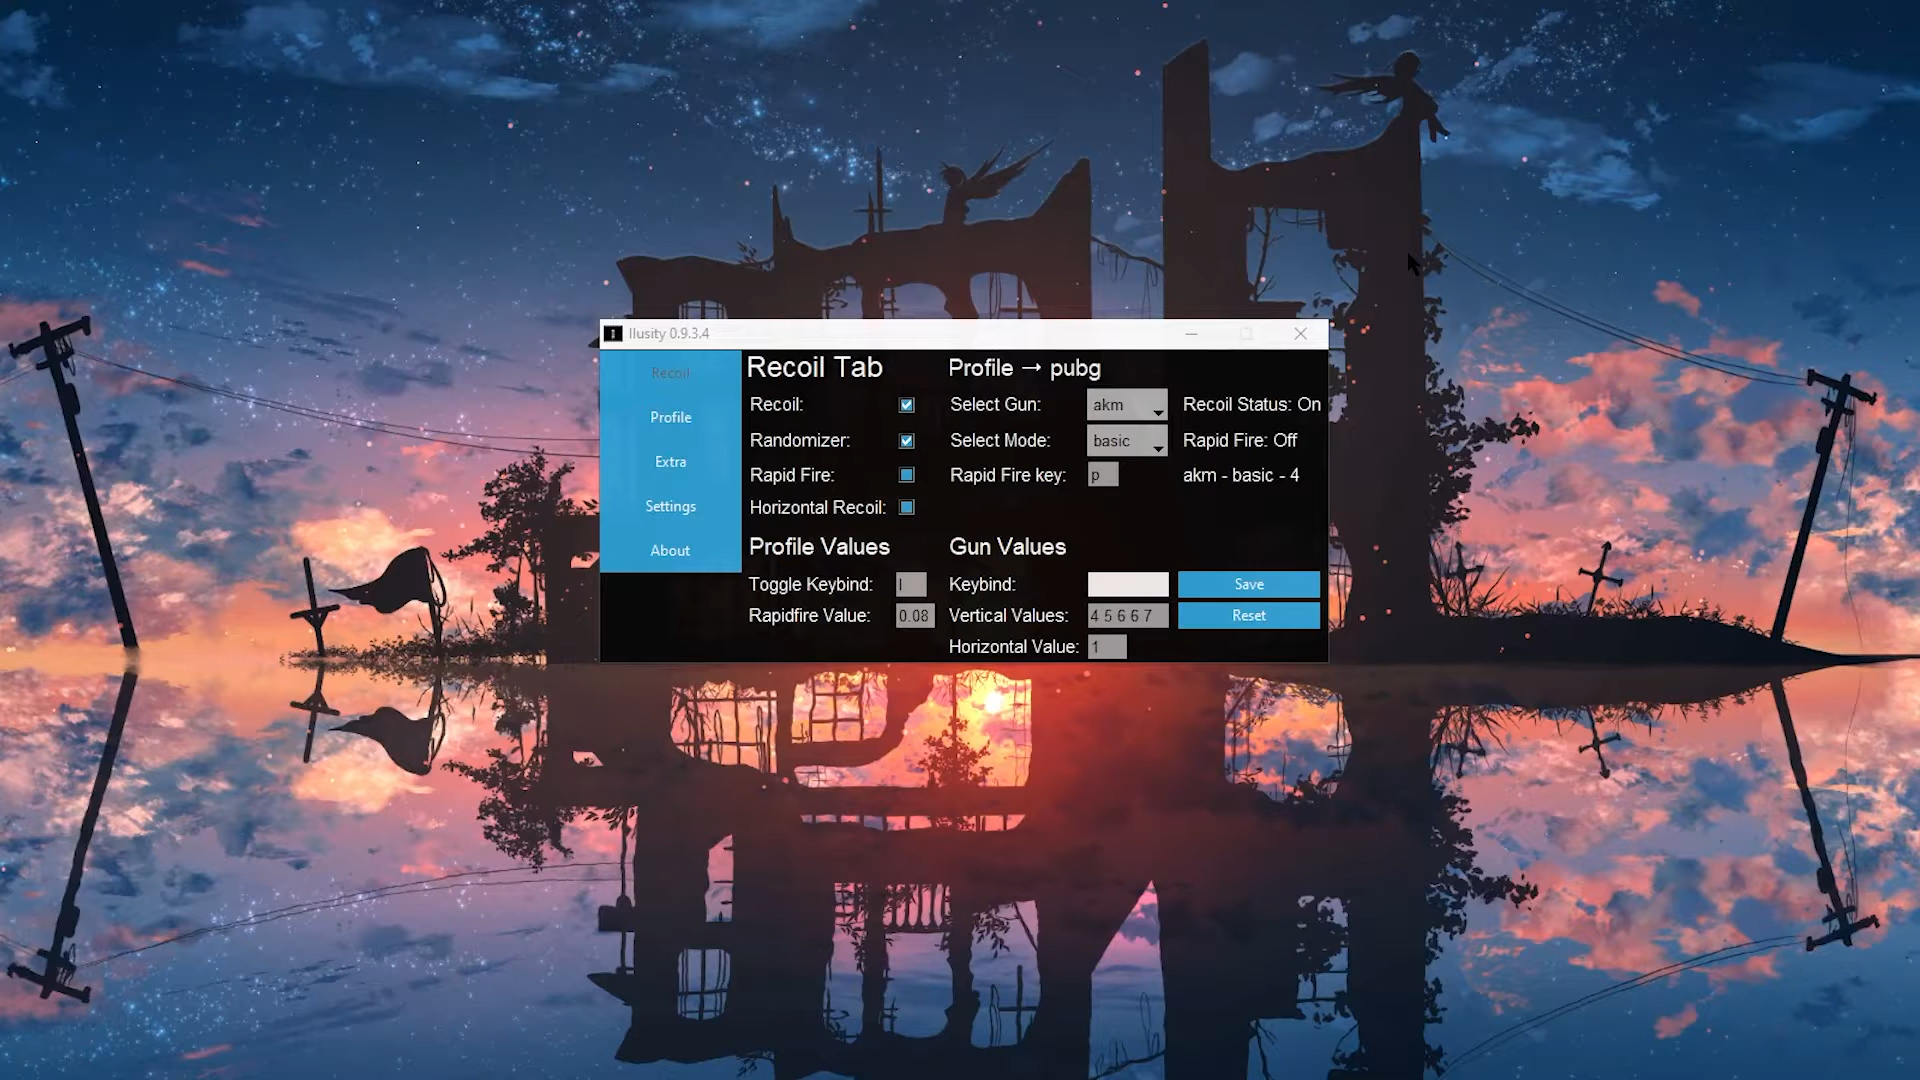 Ilusity 0.9.3.4
Recoil
Profile
Extra
Settings
About
Recoil Tab
Profile → pubg
Recoil:
Select Gun: akm
Recoil Status: On
Randomizer:
Select Mode: basic
Rapid Fire: Off
Rapid Fire:
Rapid Fire key: p
akm - basic - 4
Horizontal Recoil:
Profile Values
Gun Values
Toggle Keybind: l
Keybind:
Save
Rapidfire Value: 0.08
Vertical Values: 4 5 6 6 7
Reset
Horizontal Value: 1